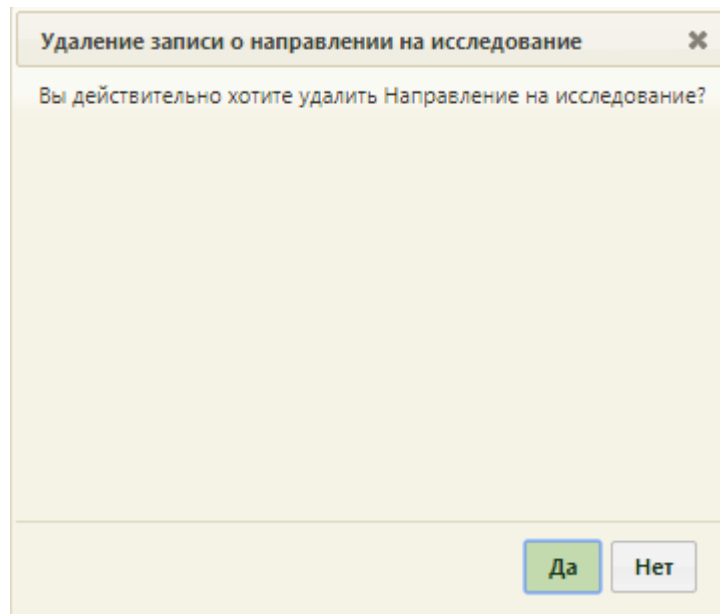 Удаление записи о направлении на исследование
Вы действительно хотите удалить Направление на исследование?
Да
Нет